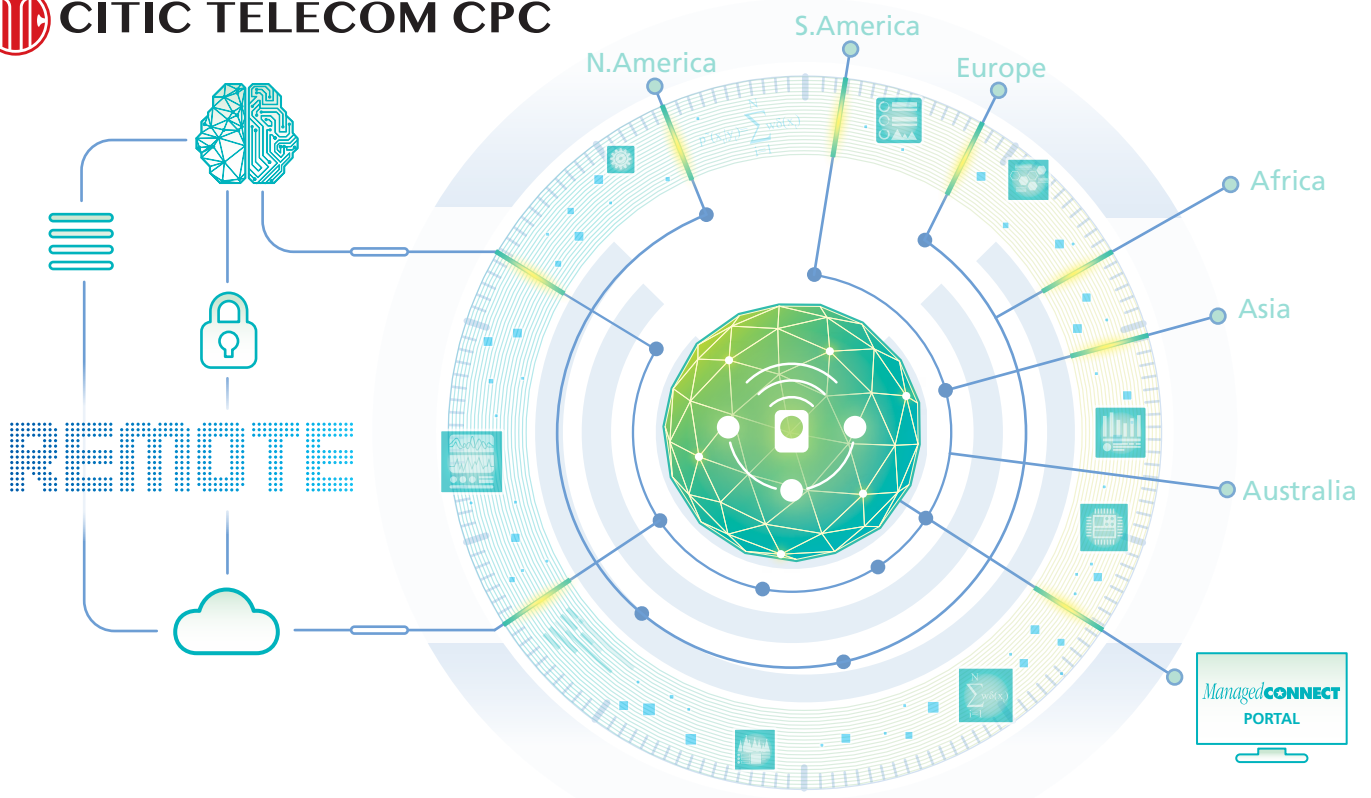 CITIC TELECOM CPC
S.America
N.America
Europe
Africa
Asia
REMOTE
Australia
ManagedCONNECT
PORTAL